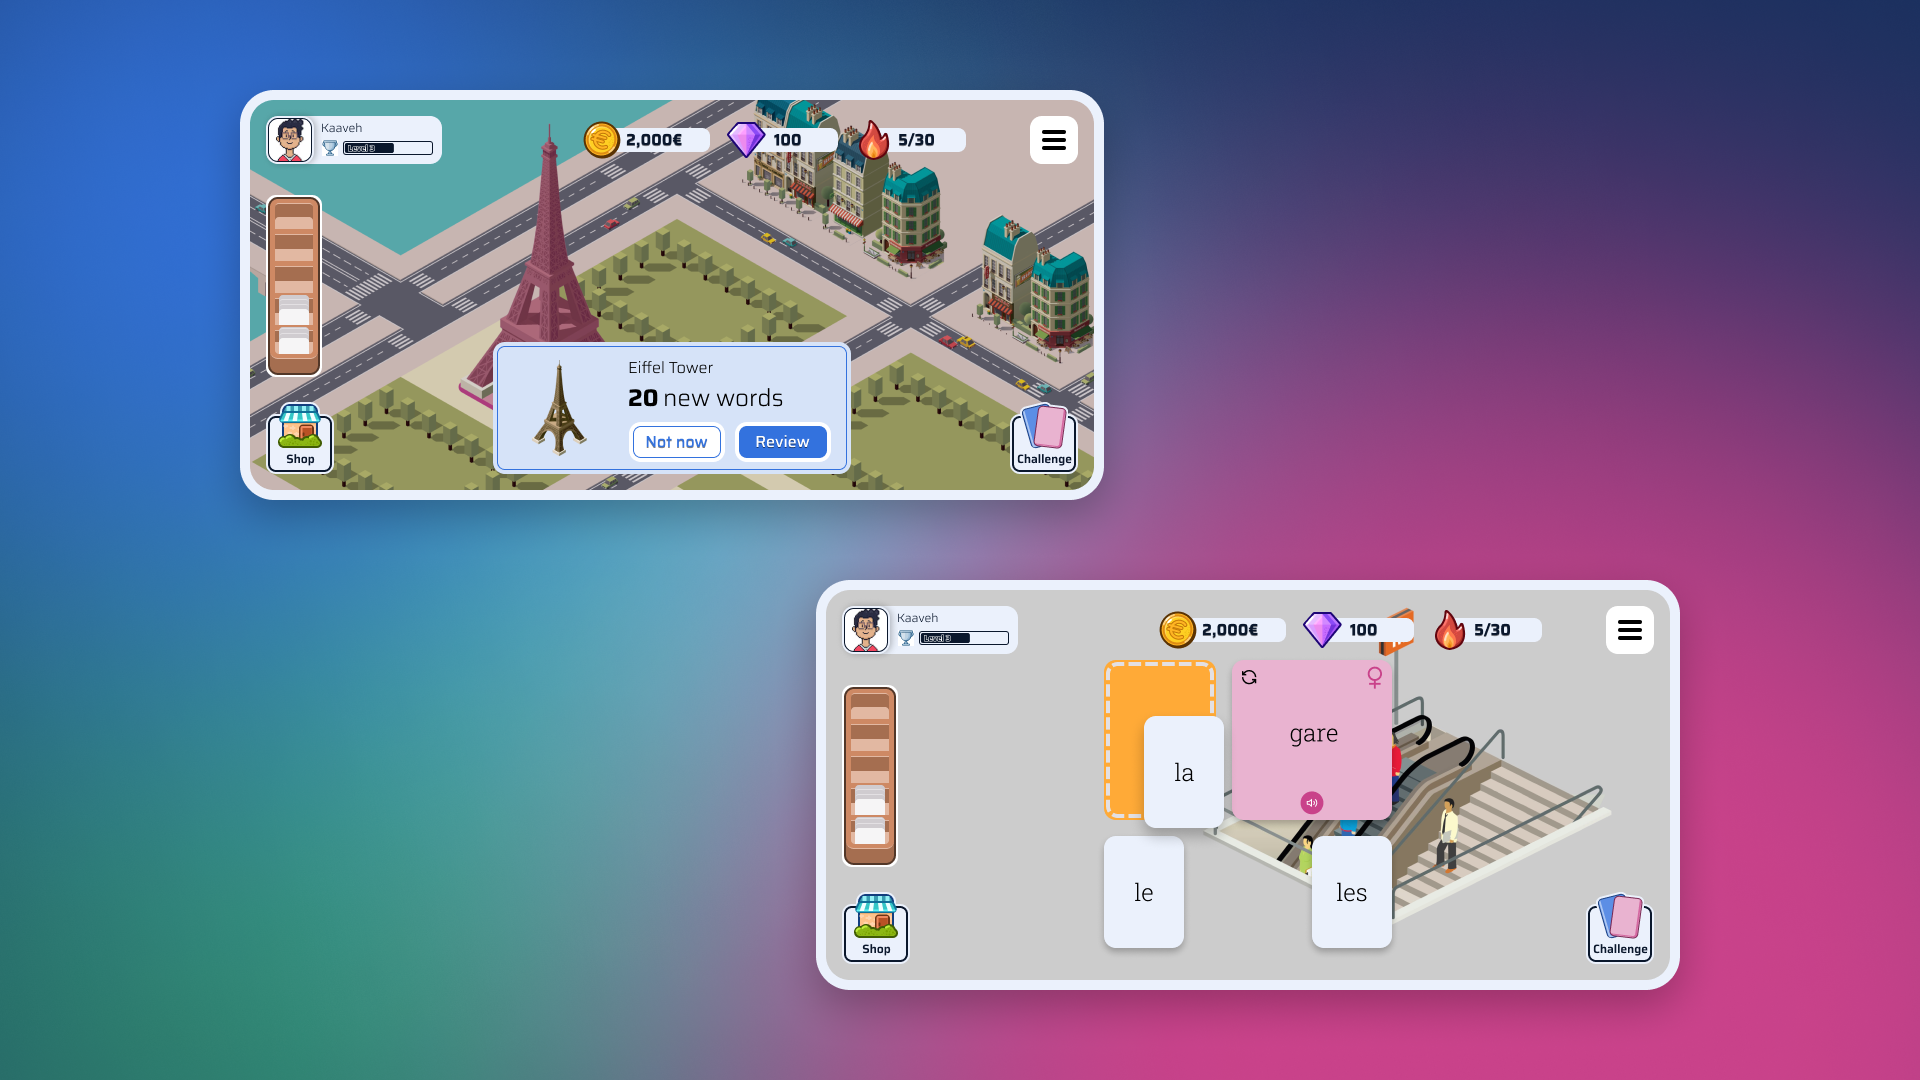 Kaaveh
Level 3
2,000€
100
5/30
Eiffel Tower
20 new words
Not now
Review
Shop
Challenge
Kaaveh
Level 3
2,000€
100
5/30
gare
la
le
les
Shop
Challenge